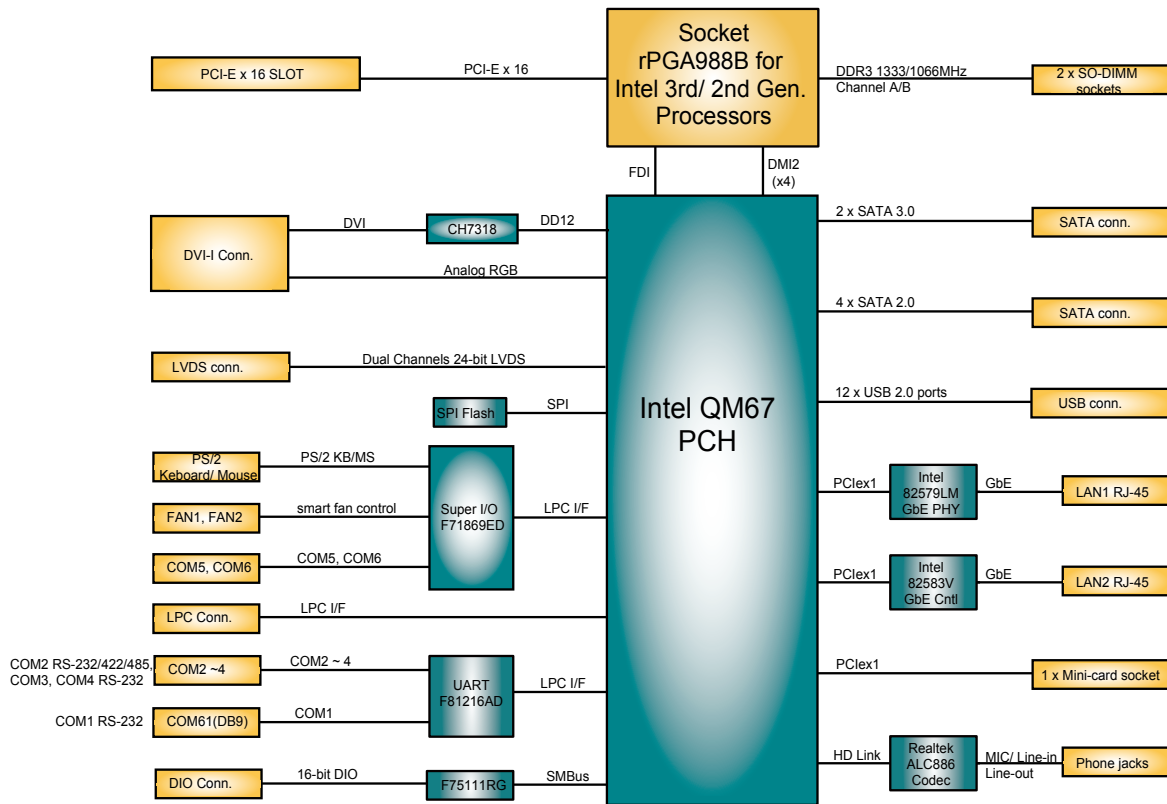 Socket
rPGA988B for
Intel 3rd/ 2nd Gen.
Processors
PCI-E x 16 SLOT
PCI-E x 16
DDR3 1333/1066MHz
Channel A/B
2 x SO-DIMM
sockets
FDI
DMI2
(x4)
Intel QM67
PCH
DVI-I Conn.
DVI
CH7318
DD12
Analog RGB
LVDS conn.
Dual Channels 24-bit LVDS
SPI Flash
SPI
PS/2
Keboard/ Mouse
PS/2 KB/MS
FAN1, FAN2
smart fan control
Super I/O
F71869ED
LPC I/F
COM5, COM6
COM5, COM6
LPC Conn.
LPC I/F
COM2 RS-232/422/485,
COM3, COM4 RS-232
COM2 ~4
COM2 ~ 4
UART
F81216AD
LPC I/F
COM1 RS-232
COM61(DB9)
COM1
DIO Conn.
16-bit DIO
F75111RG
SMBus
2 x SATA 3.0
SATA conn.
4 x SATA 2.0
SATA conn.
12 x USB 2.0 ports
USB conn.
PCIex1
Intel
82579LM
GbE PHY
GbE
LAN1 RJ-45
PCIex1
Intel
82583V
GbE Cntl
GbE
LAN2 RJ-45
PCIex1
1 x Mini-card socket
HD Link
Realtek
ALC886
Codec
MIC/ Line-in
Line-out
Phone jacks